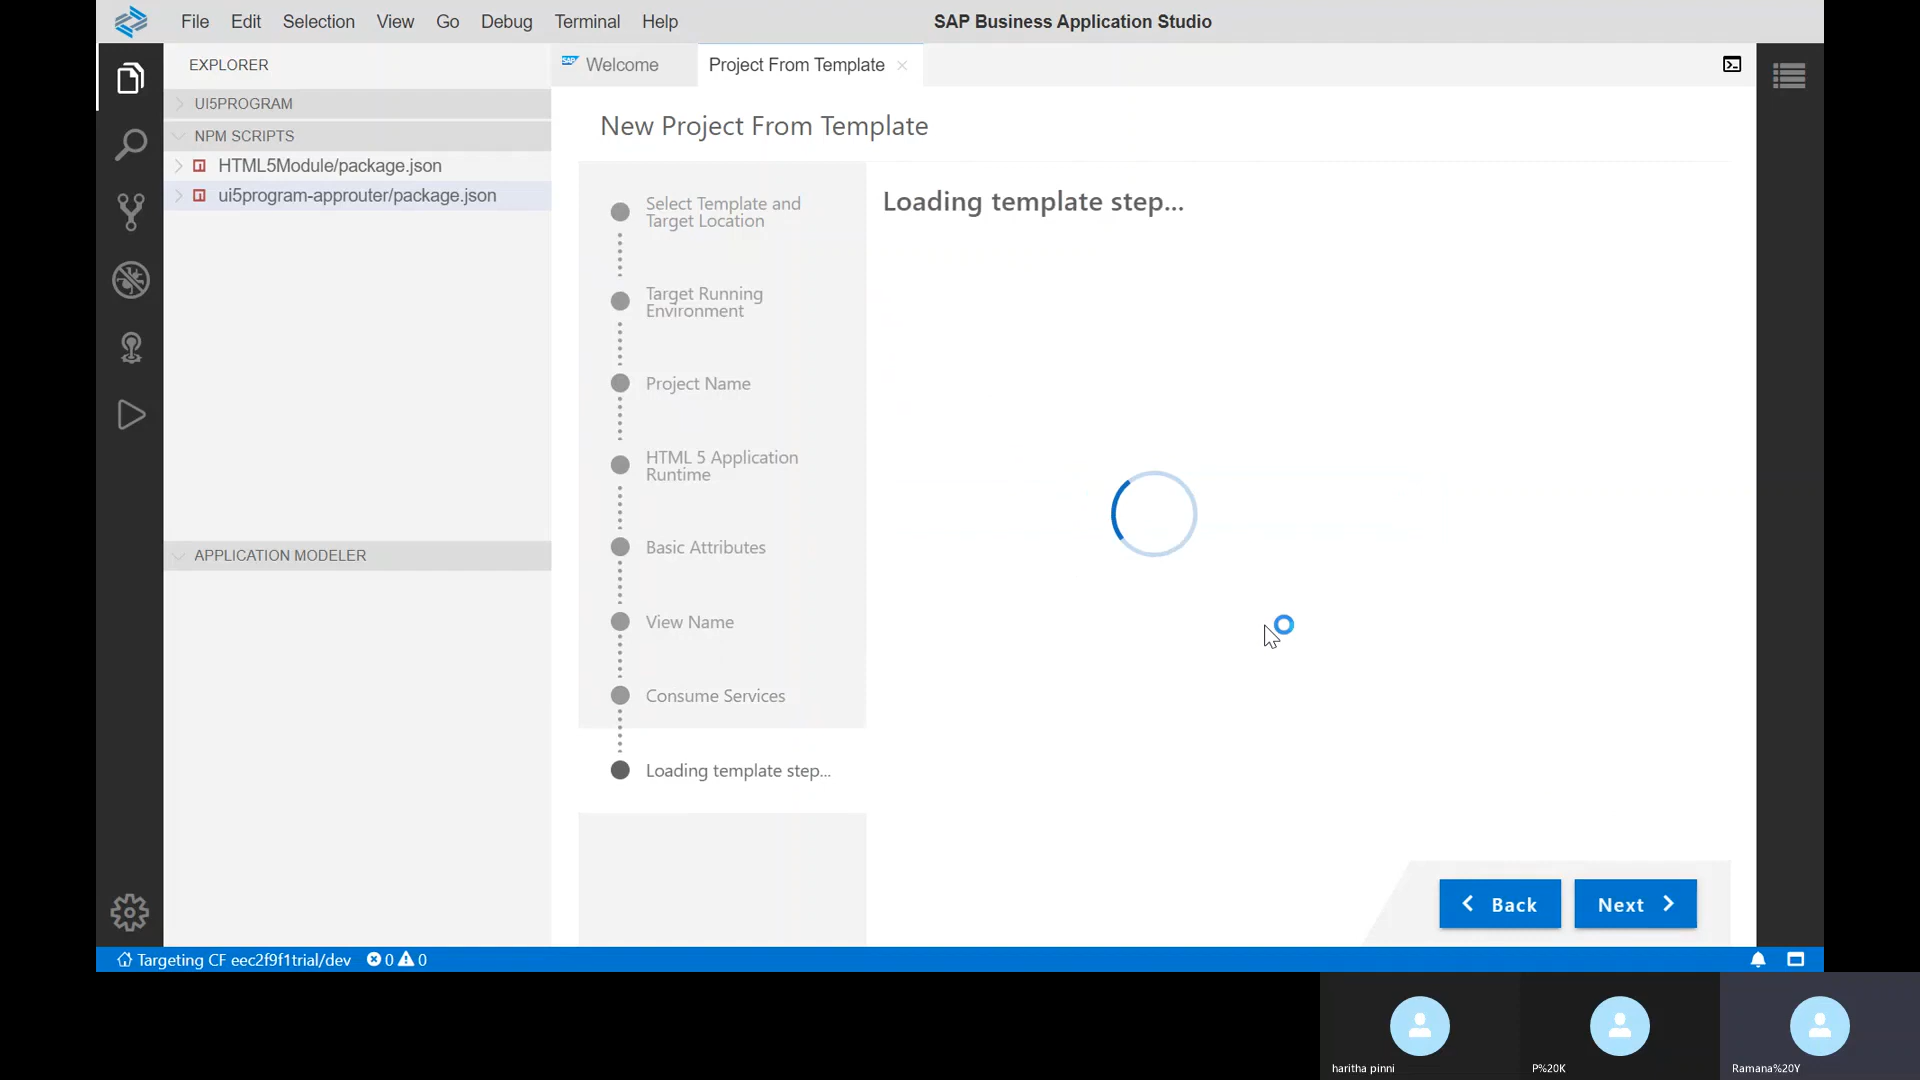 File Edit Selection View Go Debug Terminal Help
SAP Business Application Studio
EXPLORER
UI5PROGRAM
NPM SCRIPTS
HTML5Module/package.json
ui5program-approuter/package.json
APPLICATION MODELER
SAP Welcome
Project From Template
New Project From Template
Select Template and
Target Location
Target Running
Environment
Project Name
HTML 5 Application
Runtime
Basic Attributes
View Name
Consume Services
Loading template step...
Loading template step...
Back
Next
Targeting CF eec2f9f1trial/dev 0 0
haritha pinni
P%20K
Ramana%20Y